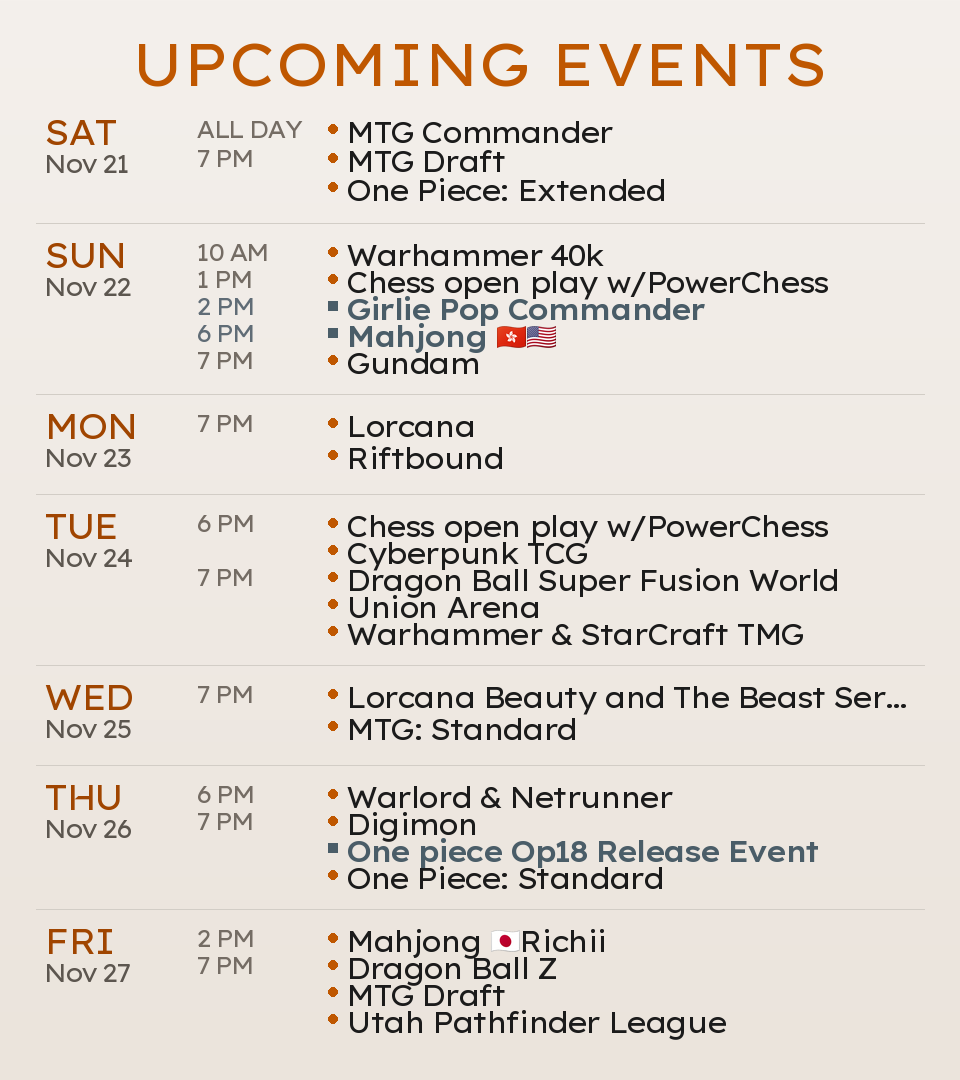 UPCOMING EVENTS
SAT
Nov 21
ALL DAY MTG Commander
7 PM MTG Draft
One Piece: Extended
SUN
Nov 22
10 AM Warhammer 40k
1 PM Chess open play w/PowerChess
2 PM Girlie Pop Commander
6 PM Mahjong 🇭🇰🇺🇸
7 PM Gundam
MON
Nov 23
7 PM Lorcana
Riftbound
TUE
Nov 24
6 PM Chess open play w/PowerChess
Cyberpunk TCG
7 PM Dragon Ball Super Fusion World
Union Arena
Warhammer & StarCraft TMG
WED
Nov 25
7 PM Lorcana Beauty and The Beast Ser...
MTG: Standard
THU
Nov 26
6 PM Warlord & Netrunner
7 PM Digimon
One piece Op18 Release Event
One Piece: Standard
FRI
Nov 27
2 PM Mahjong 🇯🇵Richii
7 PM Dragon Ball Z
MTG Draft
Utah Pathfinder League